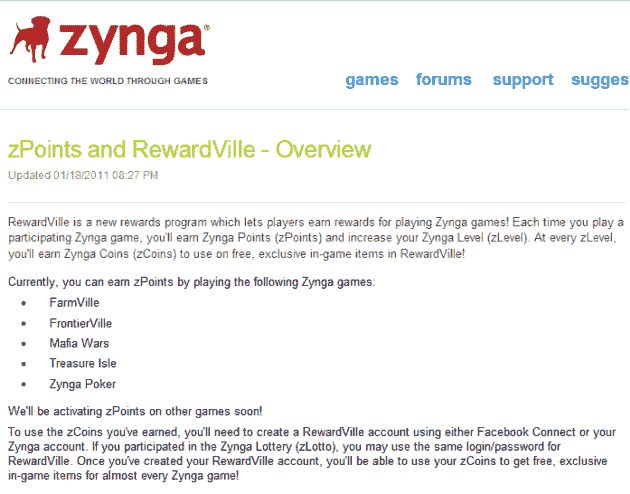 zynga
CONNECTING THE WORLD THROUGH GAMES
games forums support sugges
zPoints and RewardVille - Overview
Updated 01/18/2011 08:27 PM
RewardVille is a new rewards program which lets players earn rewards for playing Zynga games! Each time you play a
participating Zynga game, you'll earn Zynga Points (zPoints) and increase your Zynga Level (zLevel). At every zLevel,
you'll earn Zynga Coins (zCoins) to use on free, exclusive in-game items in RewardVille!
Currently, you can earn zPoints by playing the following Zynga games:
• FarmVille
• FrontierVille
• Mafia Wars
• Treasure Isle
• Zynga Poker
We'll be activating zPoints on other games soon!
To use the zCoins you've earned, you'll need to create a RewardVille account using either Facebook Connect or your
Zynga account. If you participated in the Zynga Lottery (zLotto), you may use the same login/password for
RewardVille. Once you've created your RewardVille account, you'll be able to use your zCoins to get free, exclusive
in-game items for almost every Zynga game!